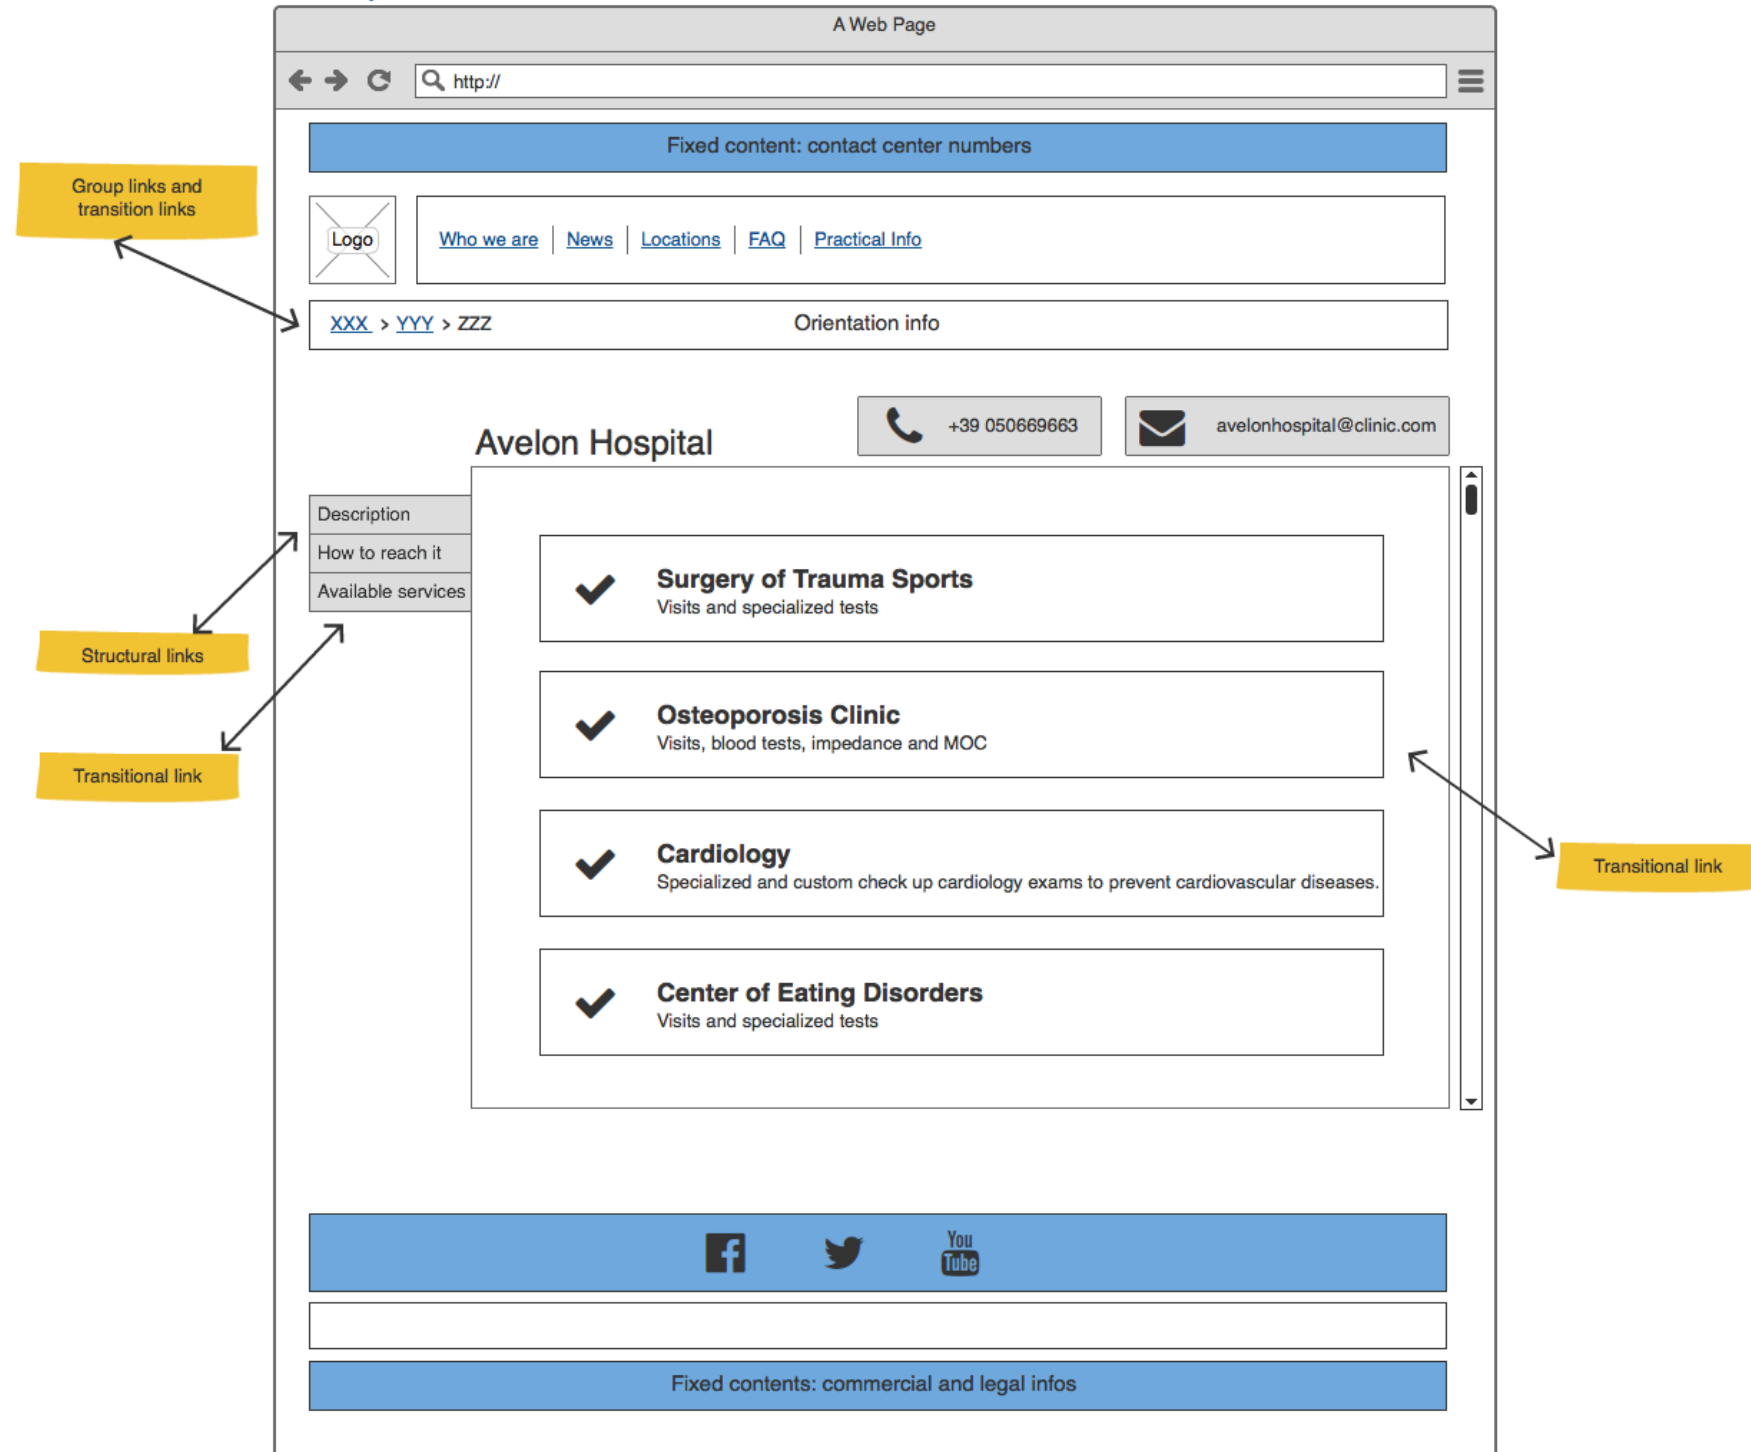 A Web Page
http://
Fixed content: contact center numbers
Group links and
transition links
Logo
Who we are | News | Locations | FAQ | Practical Info
XXX > YYY > ZZZ
Orientation info
+39 050669663
avelonhospital@clinic.com
Avelon Hospital
Description
How to reach it
Available services
Structural links
Transitional link
Surgery of Trauma Sports
Visits and specialized tests
Osteoporosis Clinic
Visits, blood tests, impedance and MOC
Cardiology
Specialized and custom check up cardiology exams to prevent cardiovascular diseases.
Transitional link
Center of Eating Disorders
Visits and specialized tests
You
Tube
Fixed contents: commercial and legal infos